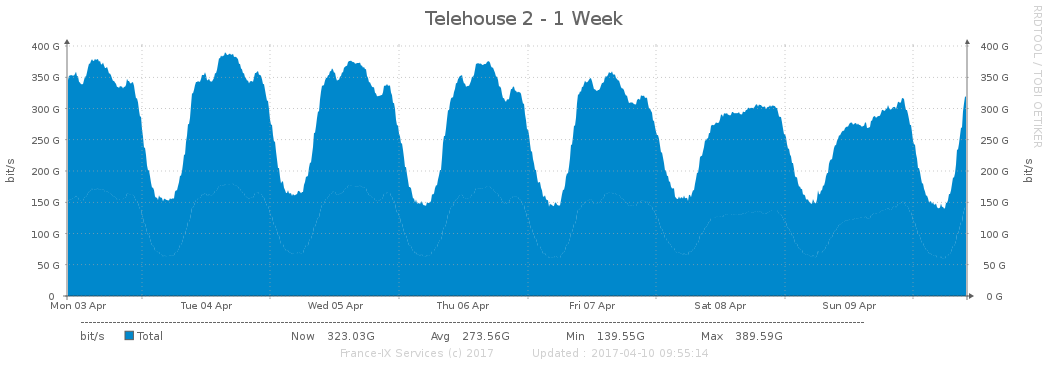 Telehouse 2 - 1 Week
RRDTOOL / TOBI OETIKER
400 G 400 G
350 G 350 G
300 G 300 G
250 G 250 G
200 G 200 G
150 G 150 G
100 G 100 G
50 G 50 G
0 0 G
bit/s bit/s
Mon 03 Apr Tue 04 Apr Wed 05 Apr Thu 06 Apr Fri 07 Apr Sat 08 Apr Sun 09 Apr
bit/s Total Now 323.03G Avg 273.56G Min 139.55G Max 389.59G
France-IX Services (c) 2017 Updated : 2017-04-10 09:55:14